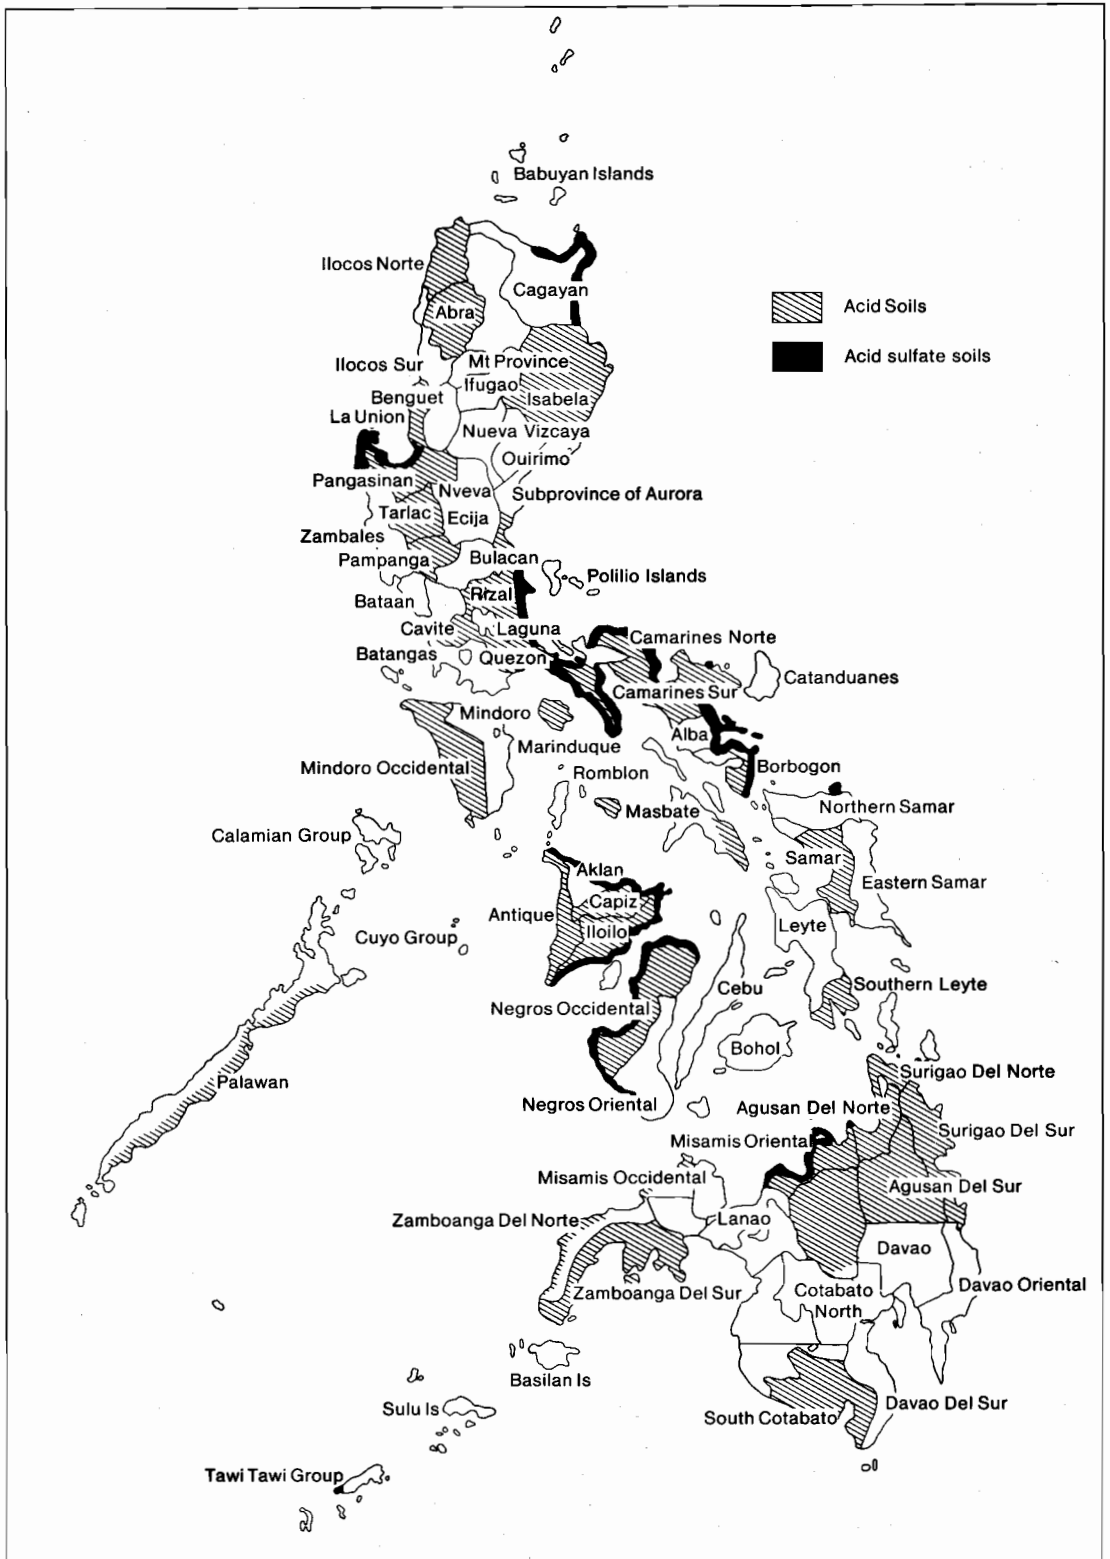 Babuyan Islands
Ilocos Norte
Cagayan
Acid Soils
Abra
Acid sulfate soils
Ilocos Sur
Mt Province
Ifugao
Benguet
Isabela
La Union
Nueva Vizcaya
Ouirimo
Pangasinan
Nveva
Ecija
Subprovince of Aurora
Tarlac
Zambales
Pampanga
Bulacan
Polilio Islands
Rizal
Bataan
Cavite
Laguna
Camarines Norte
Batangas
Quezon
Catanduanes
Camarines Sur
Mindoro
Alba
Marinduque
Mindoro Occidental
Romblon
Borbogon
Masbate
Northern Samar
Calamian Group
Samar
Aklan
Eastern Samar
Capiz
Antique
Iloilo
Leyte
Cuyo Group
Cebu
Southern Leyte
Negros Occidental
Bohol
Surigao Del Norte
Palawan
Negros Oriental
Agusan Del Norte
Surigao Del Sur
Misamis Oriental
Misamis Occidental
Agusan Del Sur
Zamboanga Del Norte
Lanao
Davao
Zamboanga Del Sur
Cotabato
North
Davao Oriental
Basilan Is
Sulu Is
South Cotabato
Davao Del Sur
Tawi Tawi Group